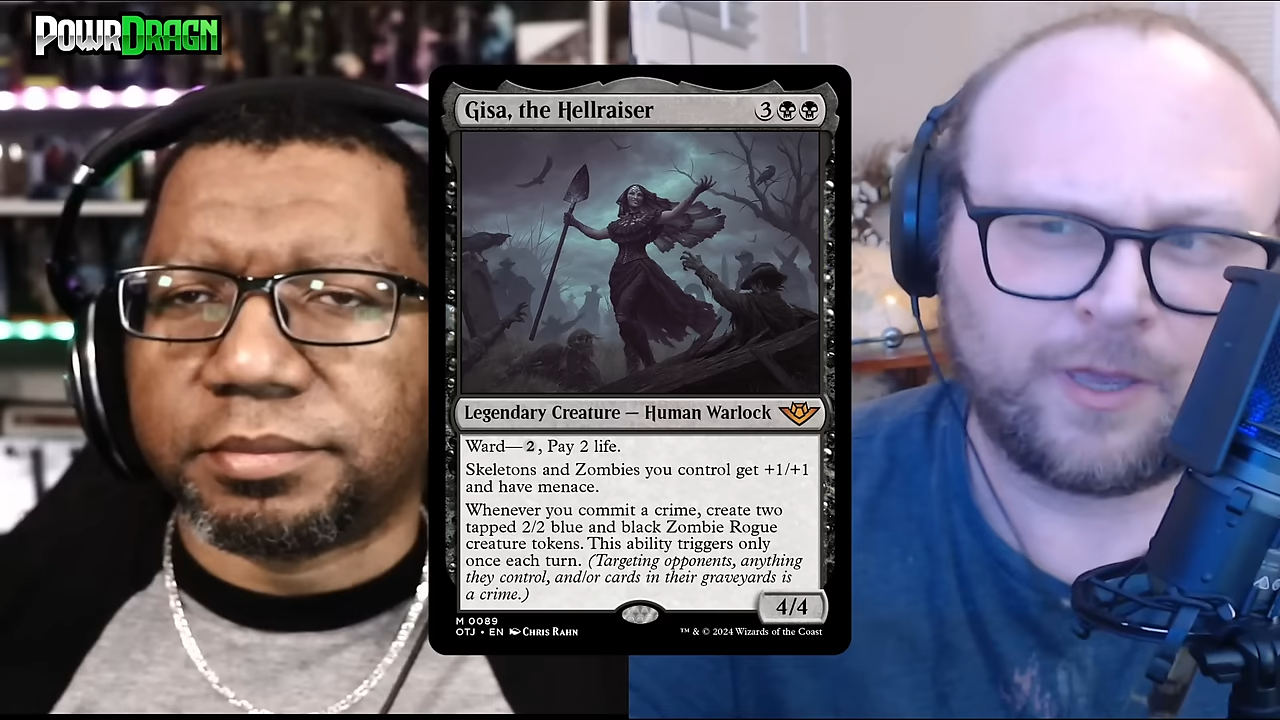 POWRDRAGN
Gisa, the Hellraiser 3
Legendary Creature — Human Warlock
Ward—2, Pay 2 life.
Skeletons and Zombies you control get +1/+1
and have menace.
Whenever you commit a crime, create two
tapped 2/2 blue and black Zombie Rogue
creature tokens. This ability triggers only
once each turn. (Targeting opponents, anything
they control, and/or cards in their graveyards is
a crime.)
4/4
M 0089
OTJ • EN CHRIS RAHN
™ & © 2024 Wizards of the Coast